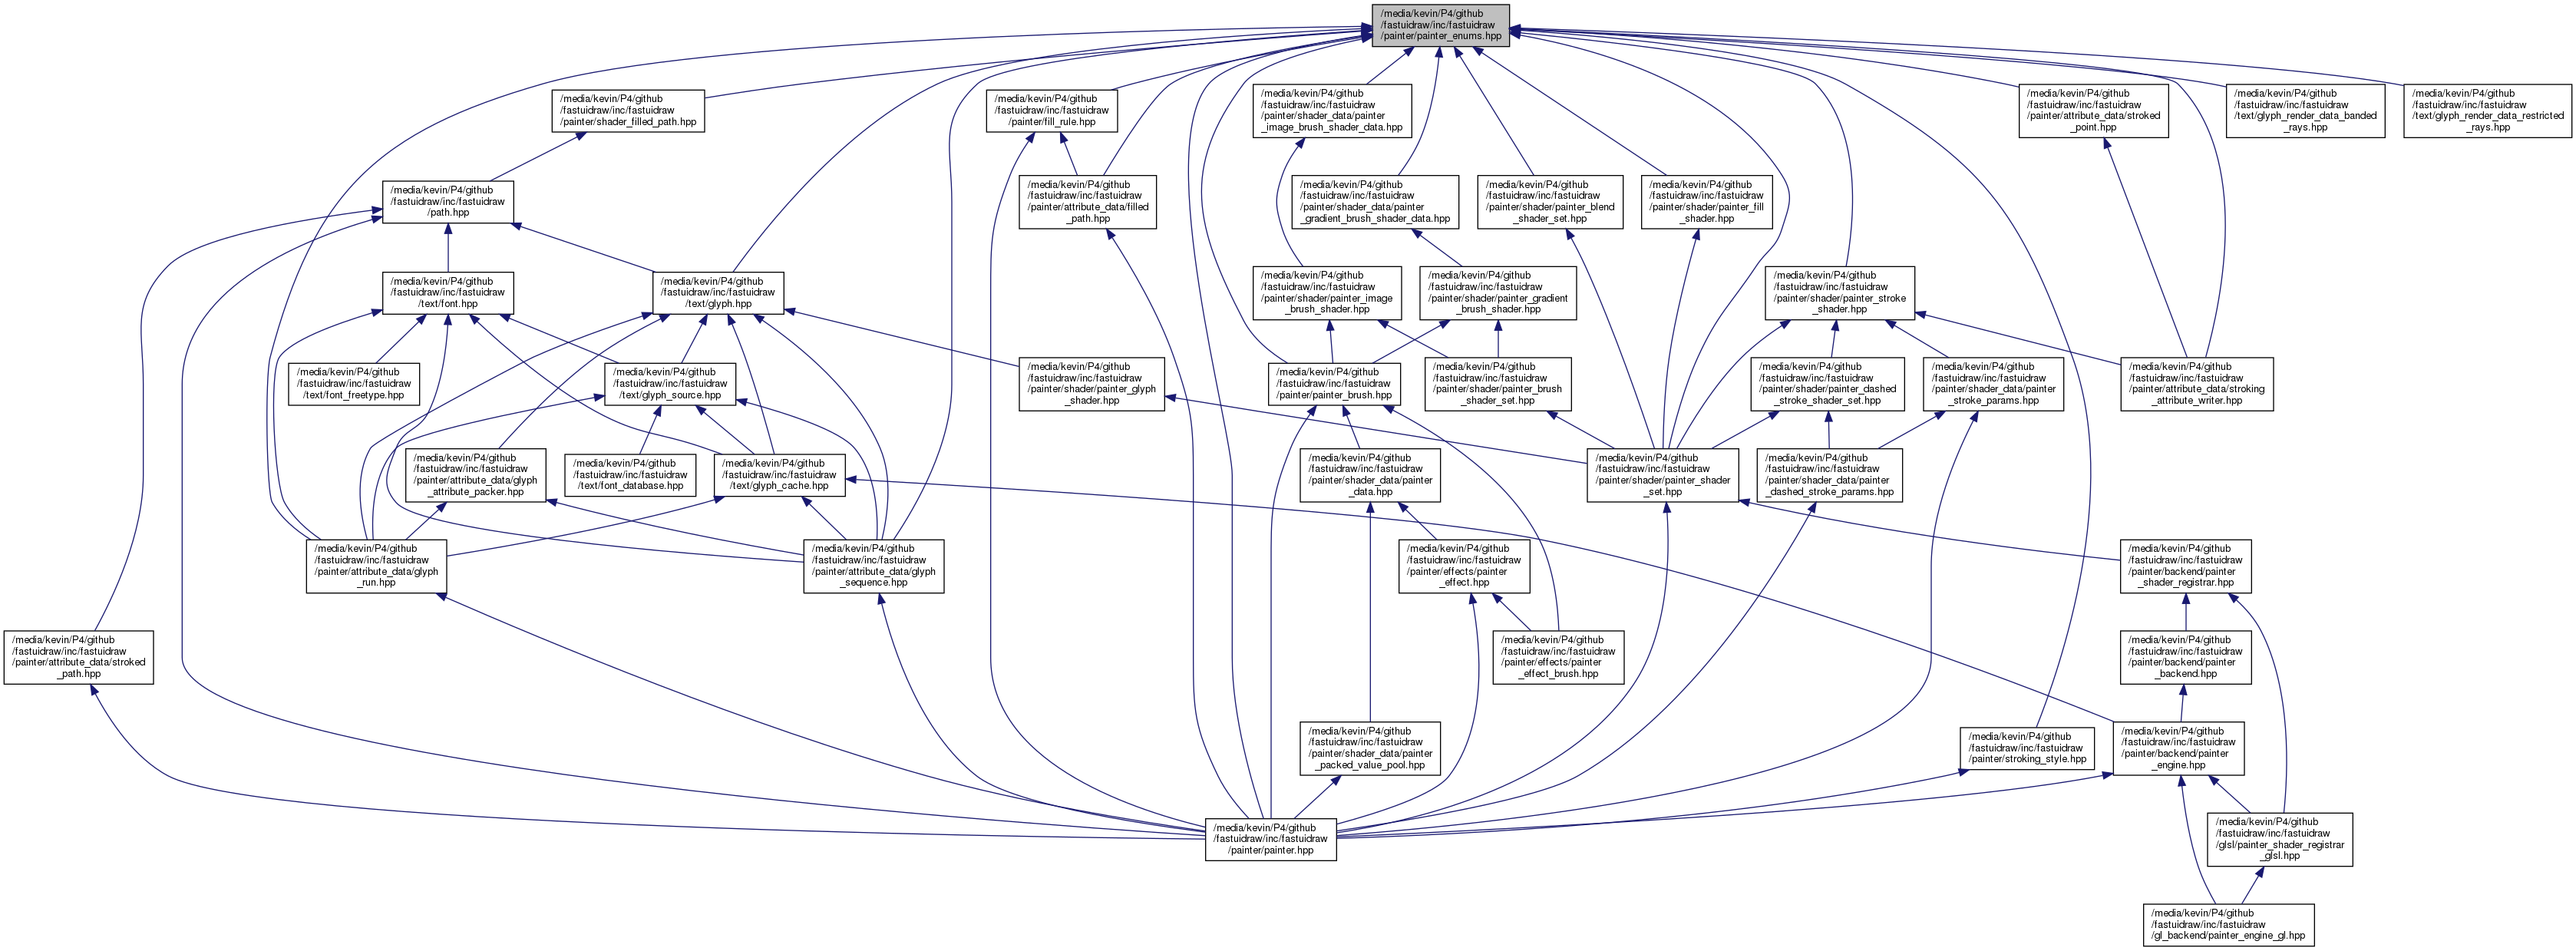 /media/kevin/P4/github
/fastuidraw/inc/fastuidraw
/painter/painter_enums.hpp
/media/kevin/P4/github
/fastuidraw/inc/fastuidraw
/painter/shader_filled_path.hpp
/media/kevin/P4/github
/fastuidraw/inc/fastuidraw
/painter/fill_rule.hpp
/media/kevin/P4/github
/fastuidraw/inc/fastuidraw
/painter/shader_data/painter
_image_brush_shader_data.hpp
/media/kevin/P4/github
/fastuidraw/inc/fastuidraw
/painter/attribute_data/stroked
_point.hpp
/media/kevin/P4/github
/fastuidraw/inc/fastuidraw
/text/glyph_render_data_banded
_rays.hpp
/media/kevin/P4/github
/fastuidraw/inc/fastuidraw
/text/glyph_render_data_restricted
_rays.hpp
/media/kevin/P4/github
/fastuidraw/inc/fastuidraw
/path.hpp
/media/kevin/P4/github
/fastuidraw/inc/fastuidraw
/painter/attribute_data/filled
_path.hpp
/media/kevin/P4/github
/fastuidraw/inc/fastuidraw
/painter/shader_data/painter
_gradient_brush_shader_data.hpp
/media/kevin/P4/github
/fastuidraw/inc/fastuidraw
/painter/shader/painter_blend
_shader_set.hpp
/media/kevin/P4/github
/fastuidraw/inc/fastuidraw
/painter/shader/painter_fill
_shader.hpp
/media/kevin/P4/github
/fastuidraw/inc/fastuidraw
/text/font.hpp
/media/kevin/P4/github
/fastuidraw/inc/fastuidraw
/text/glyph.hpp
/media/kevin/P4/github
/fastuidraw/inc/fastuidraw
/painter/shader/painter_image
_brush_shader.hpp
/media/kevin/P4/github
/fastuidraw/inc/fastuidraw
/painter/shader/painter_gradient
_brush_shader.hpp
/media/kevin/P4/github
/fastuidraw/inc/fastuidraw
/painter/shader/painter_stroke
_shader.hpp
/media/kevin/P4/github
/fastuidraw/inc/fastuidraw
/text/font_freetype.hpp
/media/kevin/P4/github
/fastuidraw/inc/fastuidraw
/text/glyph_source.hpp
/media/kevin/P4/github
/fastuidraw/inc/fastuidraw
/painter/shader/painter_glyph
_shader.hpp
/media/kevin/P4/github
/fastuidraw/inc/fastuidraw
/painter/painter_brush.hpp
/media/kevin/P4/github
/fastuidraw/inc/fastuidraw
/painter/shader/painter_brush
_shader_set.hpp
/media/kevin/P4/github
/fastuidraw/inc/fastuidraw
/painter/shader/painter_dashed
_stroke_shader_set.hpp
/media/kevin/P4/github
/fastuidraw/inc/fastuidraw
/painter/shader_data/painter
_stroke_params.hpp
/media/kevin/P4/github
/fastuidraw/inc/fastuidraw
/painter/attribute_data/stroking
_attribute_writer.hpp
/media/kevin/P4/github
/fastuidraw/inc/fastuidraw
/painter/attribute_data/glyph
_attribute_packer.hpp
/media/kevin/P4/github
/fastuidraw/inc/fastuidraw
/text/font_database.hpp
/media/kevin/P4/github
/fastuidraw/inc/fastuidraw
/text/glyph_cache.hpp
/media/kevin/P4/github
/fastuidraw/inc/fastuidraw
/painter/shader_data/painter
_data.hpp
/media/kevin/P4/github
/fastuidraw/inc/fastuidraw
/painter/shader/painter_shader
_set.hpp
/media/kevin/P4/github
/fastuidraw/inc/fastuidraw
/painter/shader_data/painter
_dashed_stroke_params.hpp
/media/kevin/P4/github
/fastuidraw/inc/fastuidraw
/painter/attribute_data/glyph
_run.hpp
/media/kevin/P4/github
/fastuidraw/inc/fastuidraw
/painter/attribute_data/glyph
_sequence.hpp
/media/kevin/P4/github
/fastuidraw/inc/fastuidraw
/painter/effects/painter
_effect.hpp
/media/kevin/P4/github
/fastuidraw/inc/fastuidraw
/painter/backend/painter
_shader_registrar.hpp
/media/kevin/P4/github
/fastuidraw/inc/fastuidraw
/painter/attribute_data/stroked
_path.hpp
/media/kevin/P4/github
/fastuidraw/inc/fastuidraw
/painter/effects/painter
_effect_brush.hpp
/media/kevin/P4/github
/fastuidraw/inc/fastuidraw
/painter/backend/painter
_backend.hpp
/media/kevin/P4/github
/fastuidraw/inc/fastuidraw
/painter/shader_data/painter
_packed_value_pool.hpp
/media/kevin/P4/github
/fastuidraw/inc/fastuidraw
/painter/stroking_style.hpp
/media/kevin/P4/github
/fastuidraw/inc/fastuidraw
/painter/backend/painter
_engine.hpp
/media/kevin/P4/github
/fastuidraw/inc/fastuidraw
/painter/painter.hpp
/media/kevin/P4/github
/fastuidraw/inc/fastuidraw
/glsl/painter_shader_registrar
_glsl.hpp
/media/kevin/P4/github
/fastuidraw/inc/fastuidraw
/gl_backend/painter_engine_gl.hpp